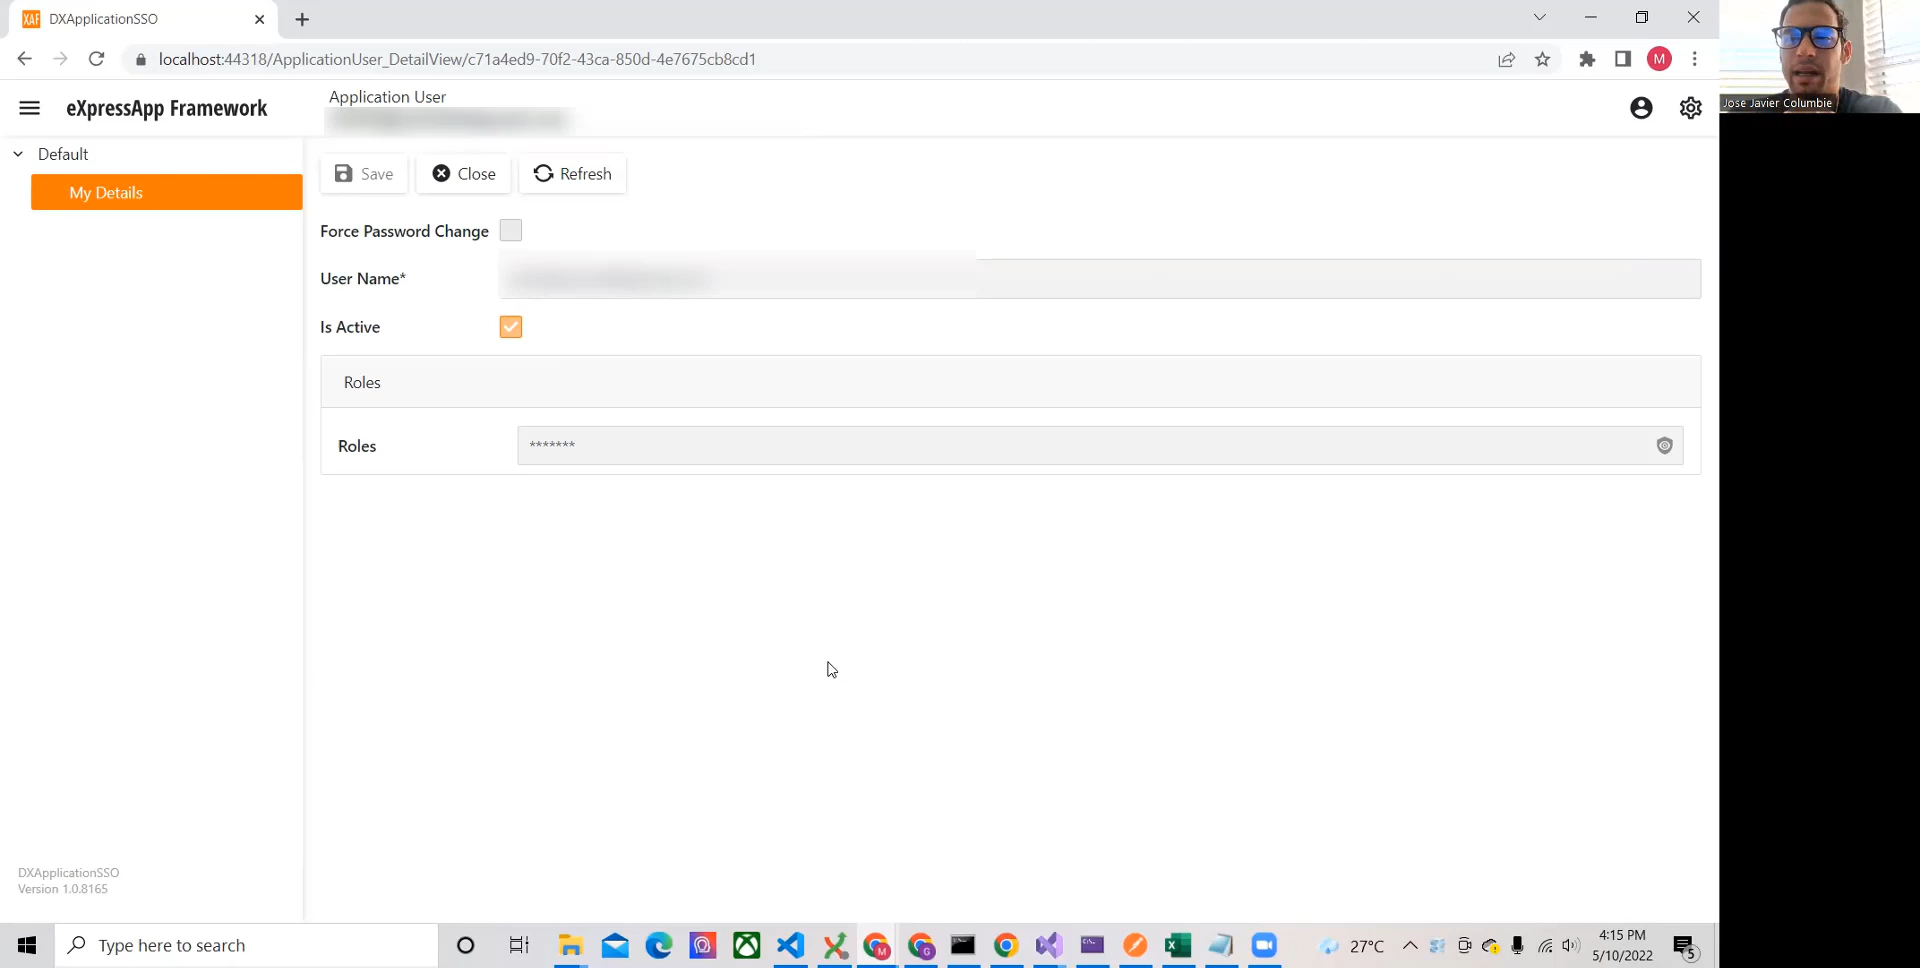 XAF DXApplicationSSO
localhost:44318/ApplicationUser_DetailView/c71a4ed9-70f2-43ca-850d-4e7675cb8cd1
M
Jose Javier Columbie
eXpressApp Framework
Application User
Default
My Details
Save
Close
Refresh
Force Password Change
User Name*
Is Active
Roles
Roles
*******
DXApplicationSSO
Version 1.0.8165
Type here to search
27°C
4:15 PM
5/10/2022
5